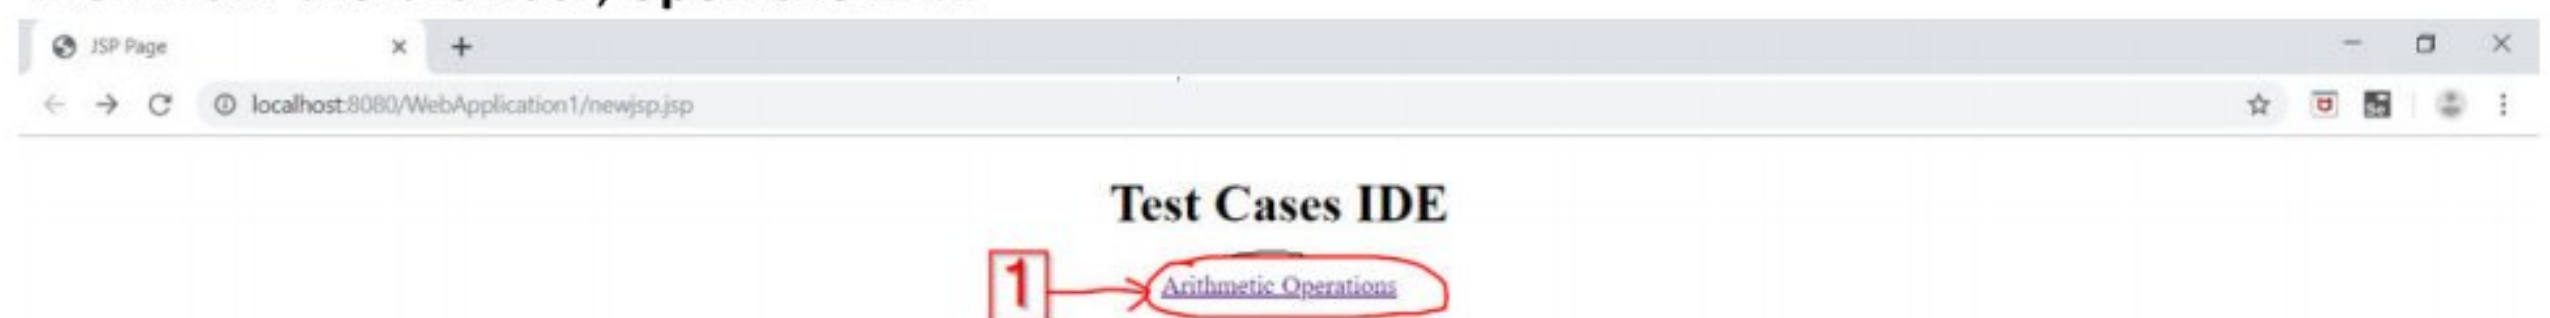 JSP Page
localhost:8080/WebApplication1/newjsp.jsp
Test Cases IDE
1
Arithmetic Operations